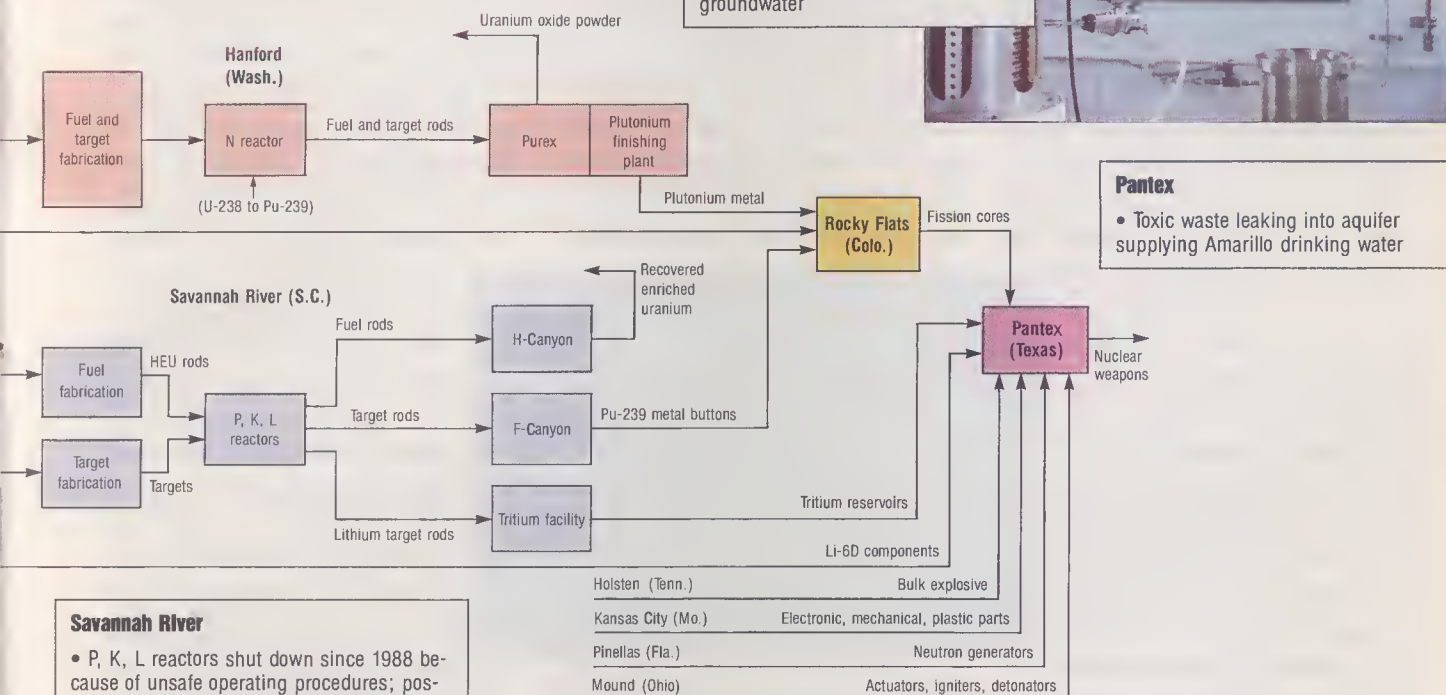 groundwater
Uranium oxide powder
Hanford
(Wash.)
Fuel and
target
fabrication
N reactor
(U-238 to Pu-239)
Fuel and target rods
Purex
Plutonium
finishing
plant
Plutonium metal
Rocky Flats
(Colo.)
Fission cores
Pantex
• Toxic waste leaking into aquifer
supplying Amarillo drinking water
Savannah River (S.C.)
Fuel
fabrication
HEU rods
Target
fabrication
Targets
P, K, L
reactors
Fuel rods
Target rods
Lithium target rods
H-Canyon
Recovered
enriched
uranium
F-Canyon
Pu-239 metal buttons
Tritium facility
Tritium reservoirs
Li-6D components
Pantex
(Texas)
Nuclear
weapons
Holsten (Tenn.) Bulk explosive
Kansas City (Mo.) Electronic, mechanical, plastic parts
Pinellas (Fla.) Neutron generators
Mound (Ohio) Actuators, igniters, detonators
Savannah River
• P, K, L reactors shut down since 1988 be-
cause of unsafe operating procedures; pos-